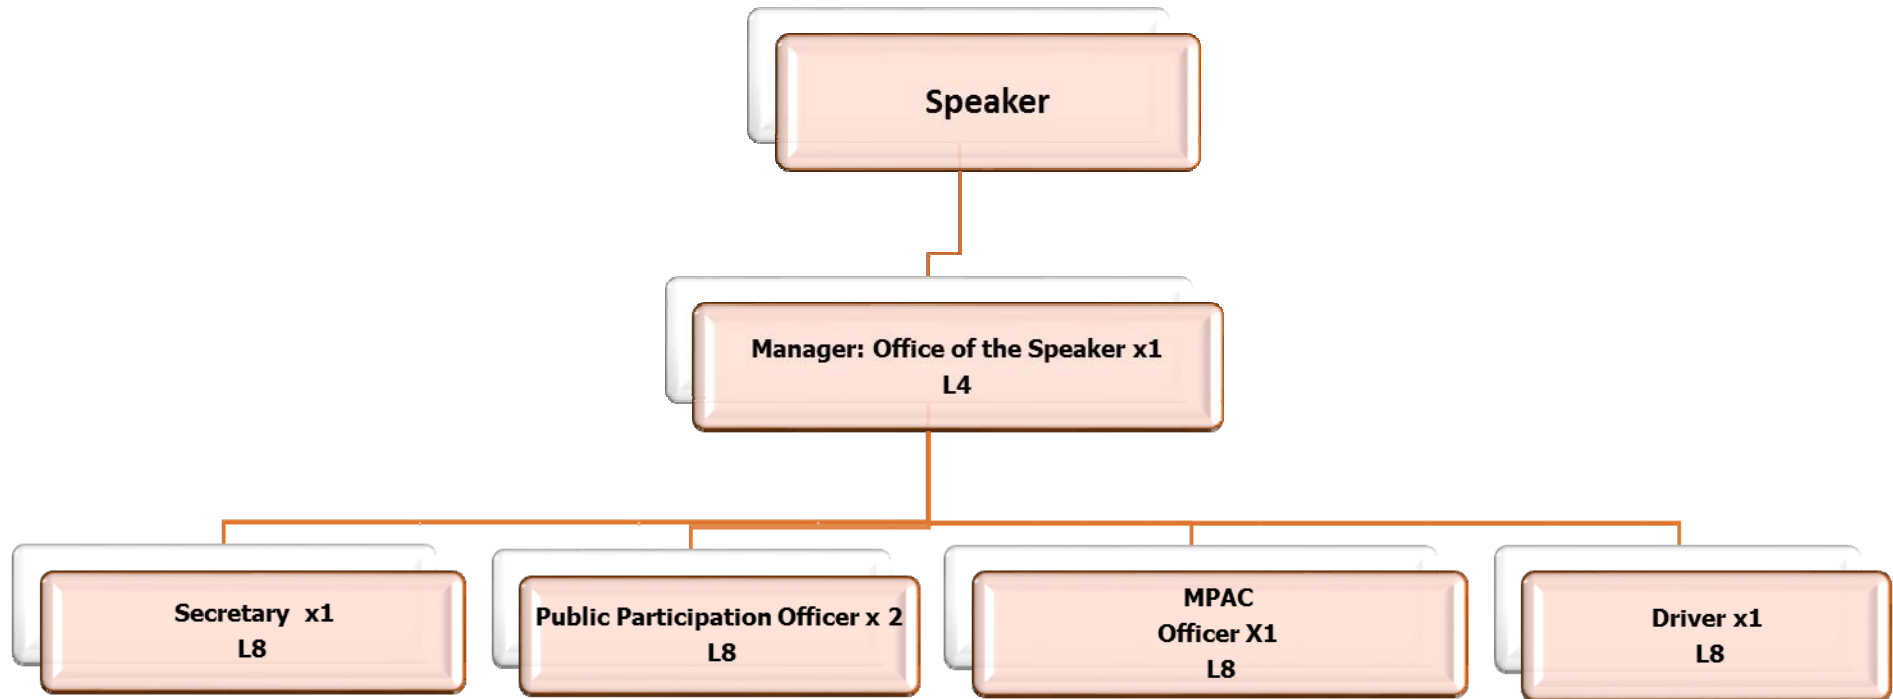 Speaker
Manager: Office of the Speaker x1
L4
Secretary x1
L8
Public Participation Officer x 2
L8
MPAC
Officer X1
L8
Driver x1
L8